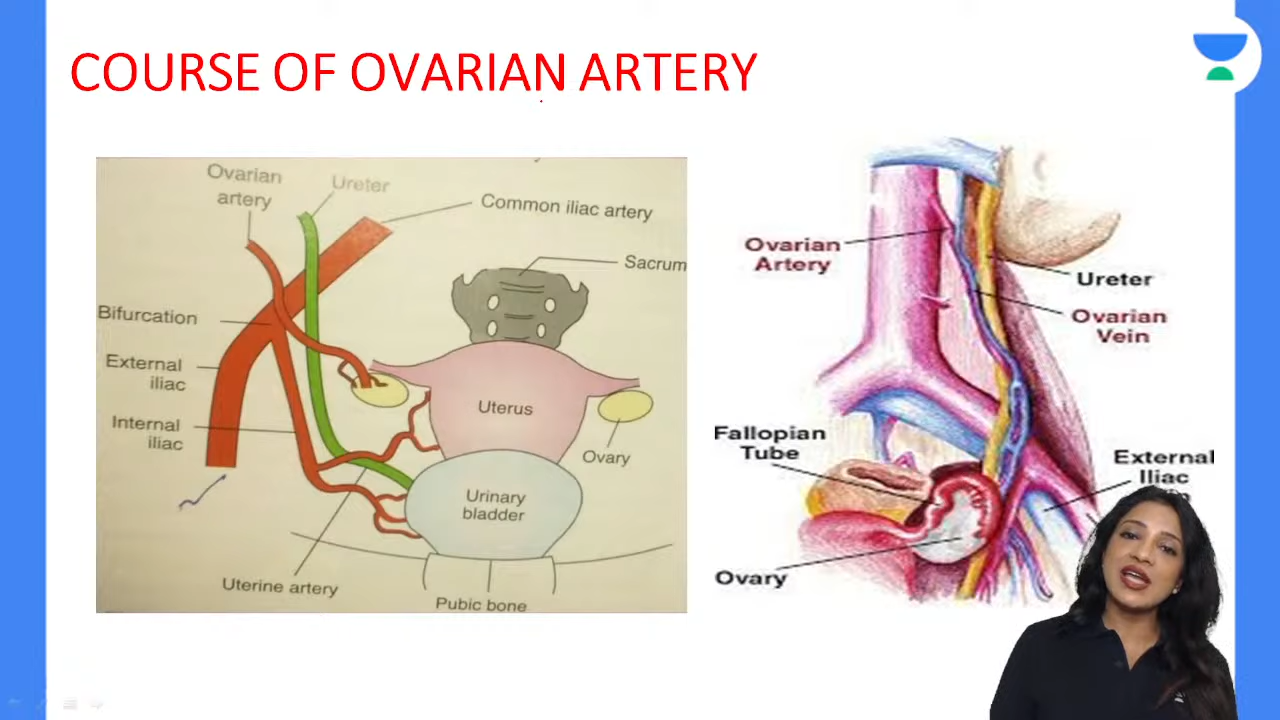 COURSE OF OVARIAN ARTERY
Ovarian
artery
Ureter
Common iliac artery
Sacrum
Bifurcation
External
iliac
Internal
iliac
Uterus
Ovary
Urinary
bladder
Uterine artery
Pubic bone
Ovarian
Artery
Ureter
Ovarian
Vein
Fallopian
Tube
External
Iliac
Ovary